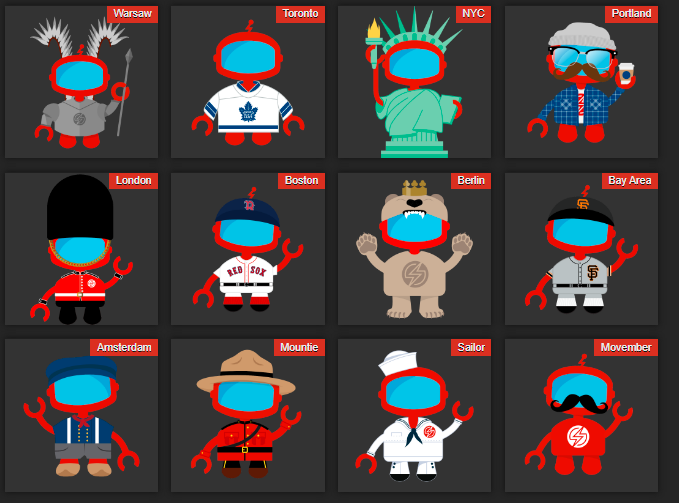 Warsaw
Toronto
NYC
Portland
London
Boston
Berlin
Bay Area
RED SOX
Amsterdam
Mountie
Sailor
Movember